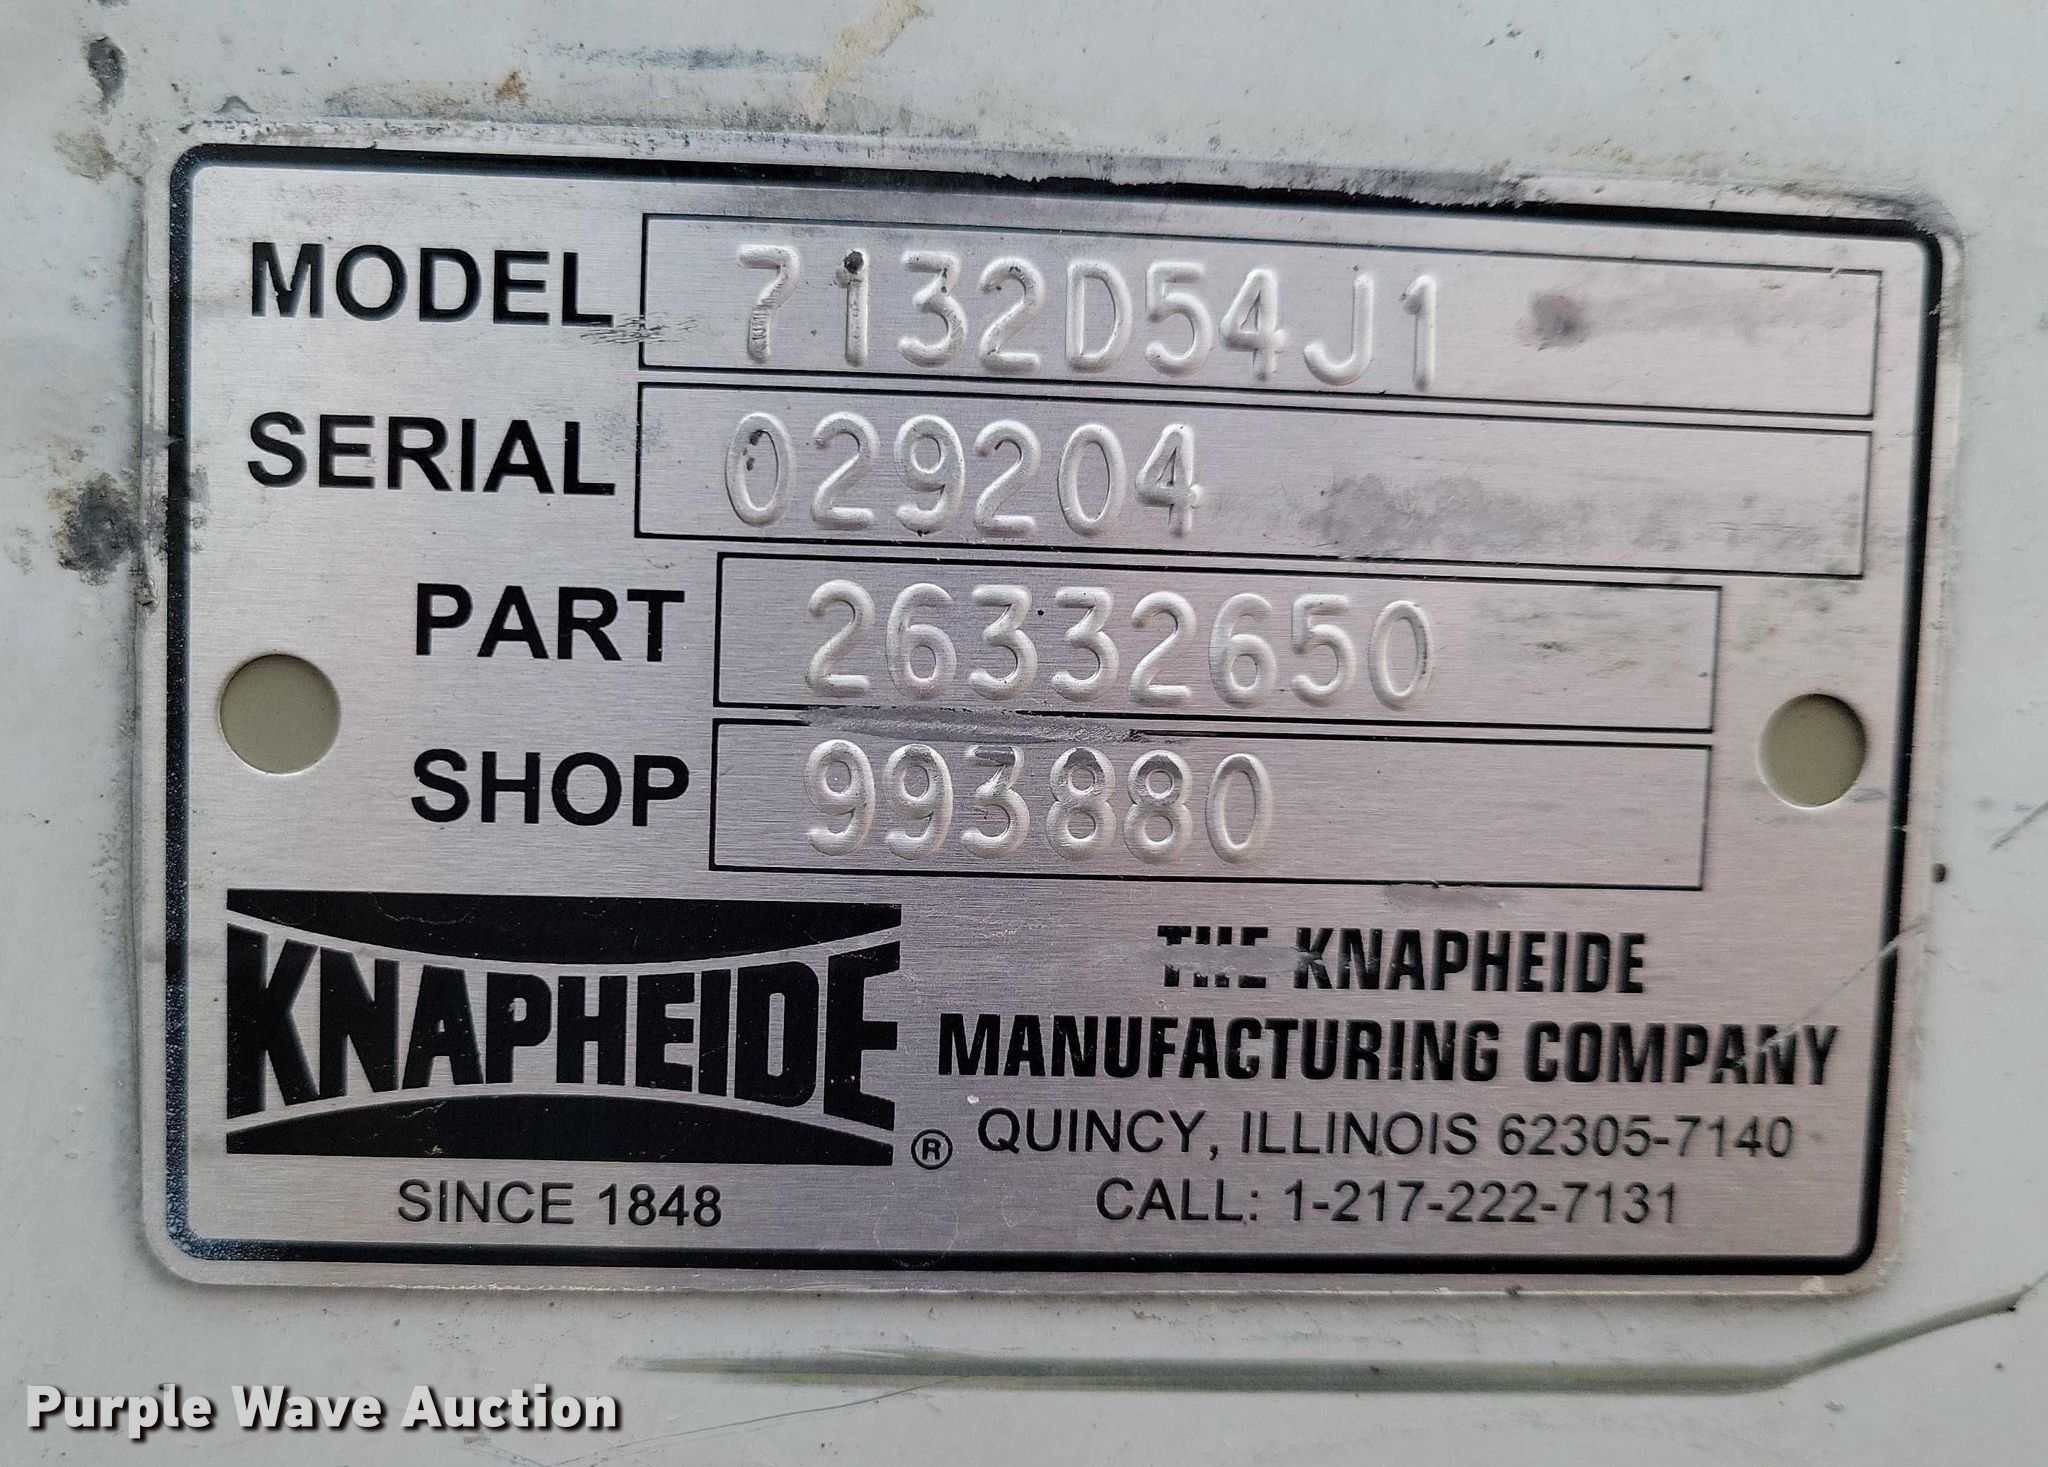 MODEL 7132D54J1
SERIAL 029204
PART 26332650
SHOP 993880
KNAPHEIDE ®
SINCE 1848
THE KNAPHEIDE
MANUFACTURING COMPANY
QUINCY, ILLINOIS 62305-7140
CALL: 1-217-222-7131
Purple Wave Auction